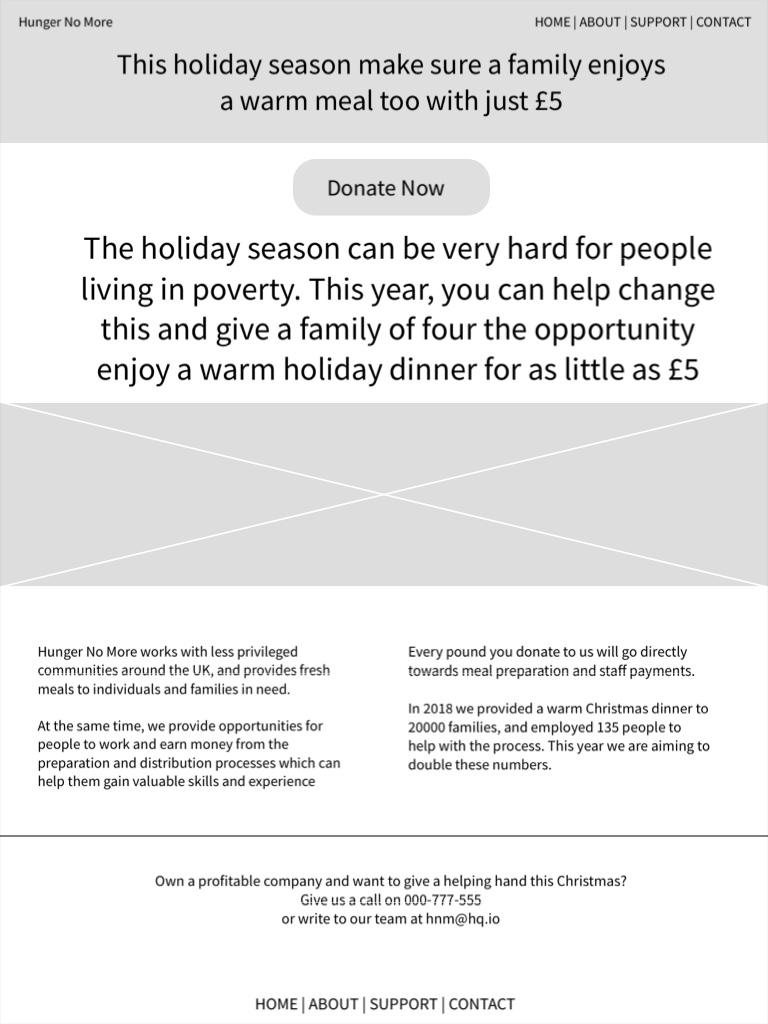 Hunger No More
HOME | ABOUT | SUPPORT | CONTACT
This holiday season make sure a family enjoys
a warm meal too with just £5
Donate Now
The holiday season can be very hard for people
living in poverty. This year, you can help change
this and give a family of four the opportunity
enjoy a warm holiday dinner for as little as £5
Hunger No More works with less privileged
communities around the UK, and provides fresh
meals to individuals and families in need.
At the same time, we provide opportunities for
people to work and earn money from the
preparation and distribution processes which can
help them gain valuable skills and experience
Every pound you donate to us will go directly
towards meal preparation and staff payments.
In 2018 we provided a warm Christmas dinner to
20000 families, and employed 135 people to
help with the process. This year we are aiming to
double these numbers.
Own a profitable company and want to give a helping hand this Christmas?
Give us a call on 000-777-555
or write to our team at hnm@hq.io
HOME | ABOUT | SUPPORT | CONTACT